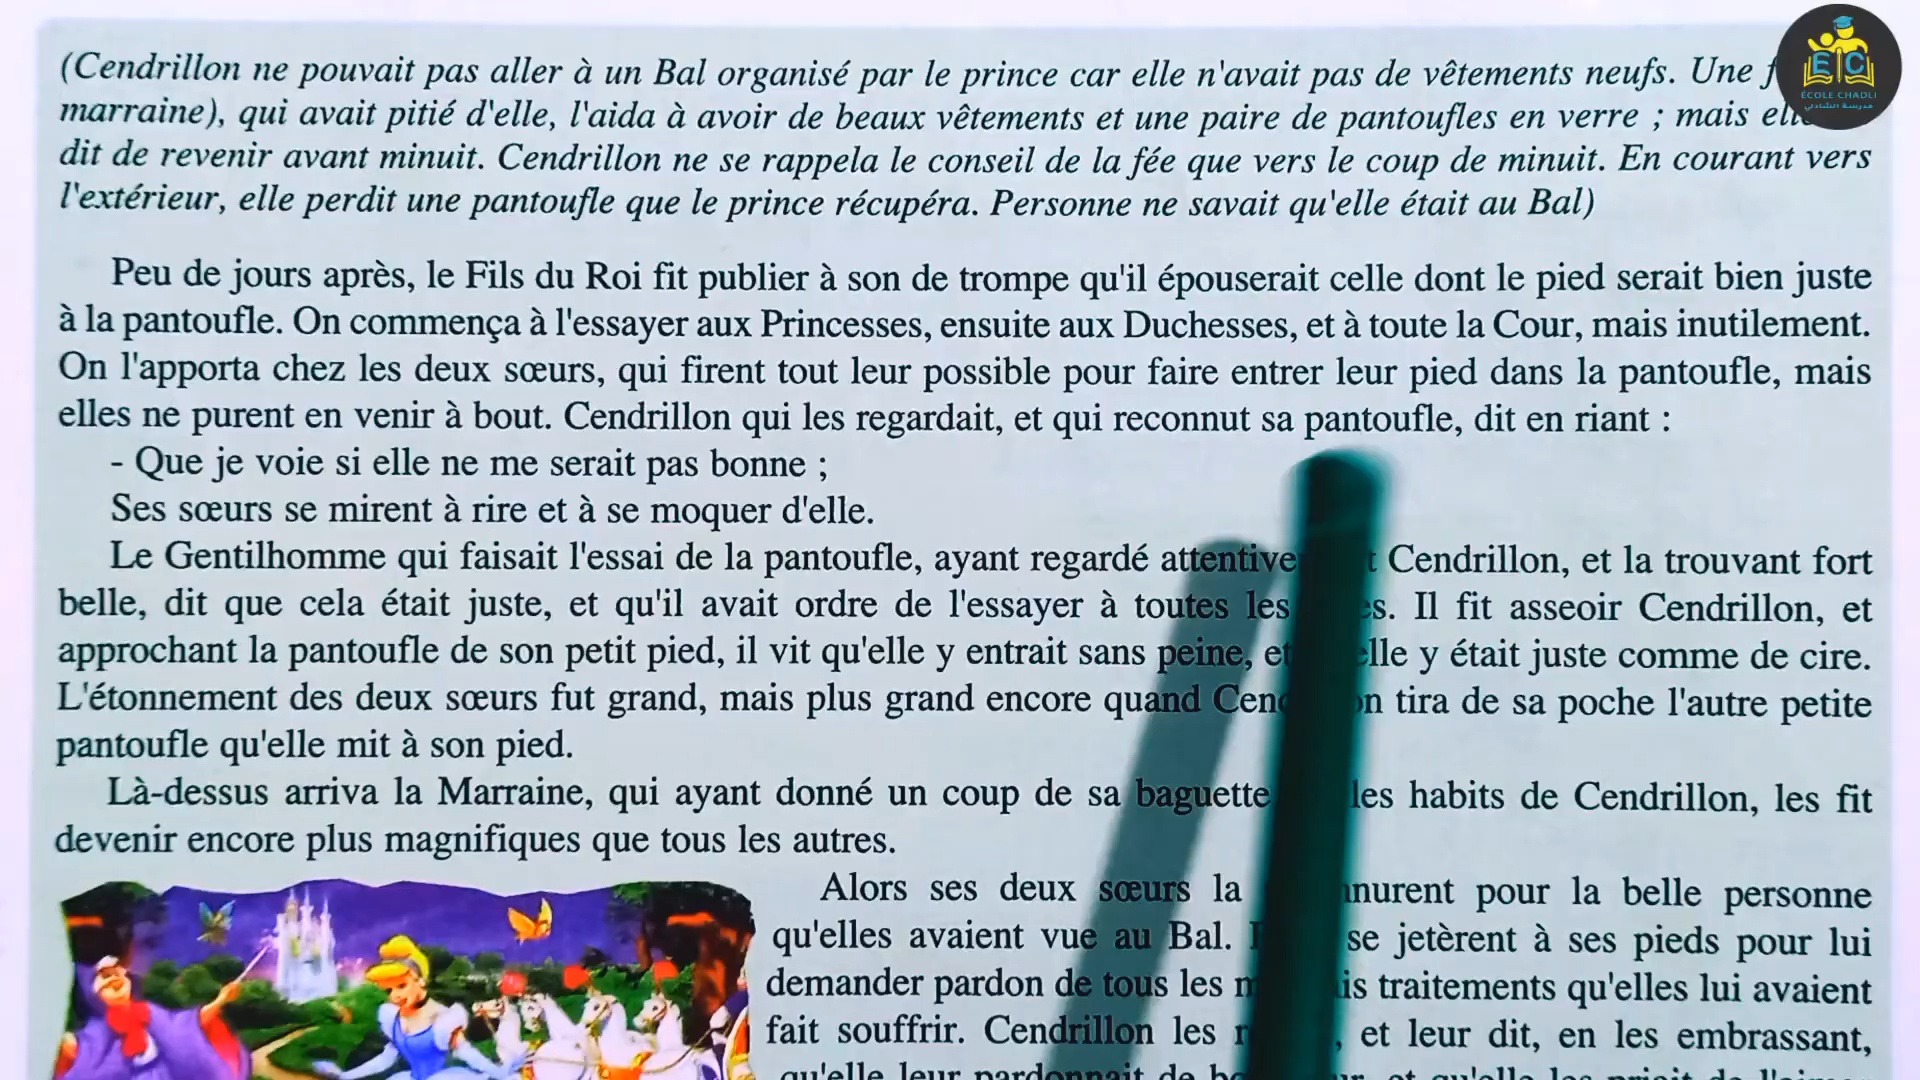 (Cendrillon ne pouvait pas aller à un Bal organisé par le prince car elle n'avait pas de vêtements neufs. Une
marraine), qui avait pitié d'elle, l'aida à avoir de beaux vêtements et une paire de pantoufles en verre ; mais
dit de revenir avant minuit. Cendrillon ne se rappela le conseil de la fée que vers le coup de minuit. En courant vers
l'extérieur, elle perdit une pantoufle que le prince récupéra. Personne ne savait qu'elle était au Bal)
Peu de jours après, le Fils du Roi fit publier à son de trompe qu'il épouserait celle dont le pied serait bien juste
à la pantoufle. On commença à l'essayer aux Princesses, ensuite aux Duchesses, et à toute la Cour, mais inutilement.
On l'apporta chez les deux sœurs, qui firent tout leur possible pour faire entrer leur pied dans la pantoufle, mais
elles ne purent en venir à bout. Cendrillon qui les regardait, et qui reconnut sa pantoufle, dit en riant :
- Que je voie si elle ne me serait pas bonne ;
Ses sœurs se mirent à rire et à se moquer d'elle.
Le Gentilhomme qui faisait l'essai de la pantoufle, ayant regardé Cendrillon, et la trouvant fort
belle, dit que cela était juste, et qu'il avait ordre de l'essayer à toutes les Il fit asseoir Cendrillon, et
approchant la pantoufle de son petit pied, il vit qu'elle y entrait sans peine, y était juste comme de cire.
L'étonnement des deux sœurs fut grand, mais plus grand encore quand tira de sa poche l'autre petite
pantoufle qu'elle mit à son pied.
Là-dessus arriva la Marraine, qui ayant donné un coup de sa baguette les habits de Cendrillon, les fit
devenir encore plus magnifiques que tous les autres.
Alors ses deux sœurs la pour la belle personne
qu'elles avaient vue au Bal. se jetèrent à ses pieds pour lui
demander pardon de tous les traitements qu'elles lui avaient
fait souffrir. Cendrillon les et leur dit, en les embrassant,
qu'elle leur pardonnait de
EC
ÉCOLE CHADLI
مدرسة الشاذلي